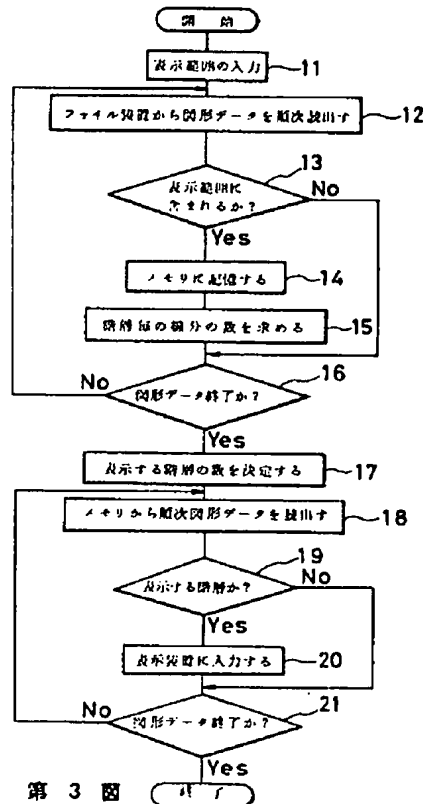 開始
表示範囲の入力
11
ファイル装置から図形データを順次読出す
12
13
表示範囲に
含まれるか?
No
Yes
メモリに記憶する
14
階層毎の線分の数を求める
15
16
No
図形データ終了か?
Yes
表示する階層の数を決定する
17
メモリから順次図形データを読出す
18
19
表示する階層か?
No
Yes
表示装置に入力する
20
21
No
図形データ終了か?
Yes
第3図
終了